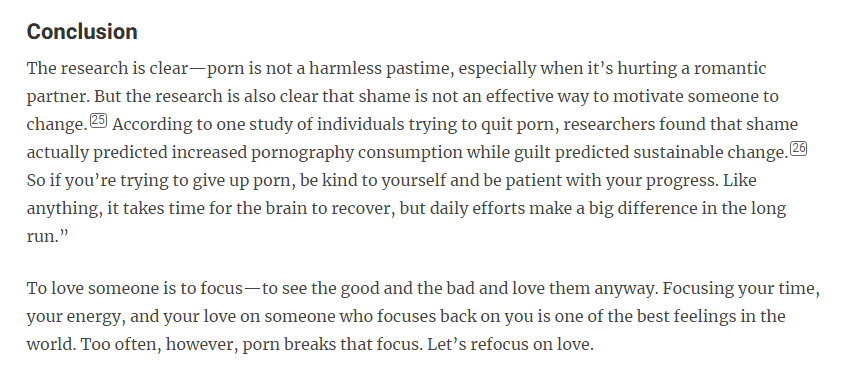 Conclusion
The research is clear—porn is not a harmless pastime, especially when it’s hurting a romantic
partner. But the research is also clear that shame is not an effective way to motivate someone to
change.25 According to one study of individuals trying to quit porn, researchers found that shame
actually predicted increased pornography consumption while guilt predicted sustainable change.26
So if you’re trying to give up porn, be kind to yourself and be patient with your progress. Like
anything, it takes time for the brain to recover, but daily efforts make a big difference in the long
run.”
To love someone is to focus—to see the good and the bad and love them anyway. Focusing your time,
your energy, and your love on someone who focuses back on you is one of the best feelings in the
world. Too often, however, porn breaks that focus. Let’s refocus on love.